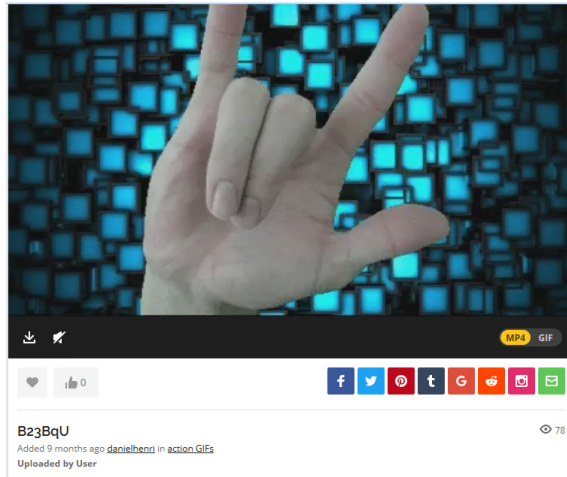 MP4 GIF
0
B23BqU
78
Added 9 months ago danielhenri in action GIFs
Uploaded by User